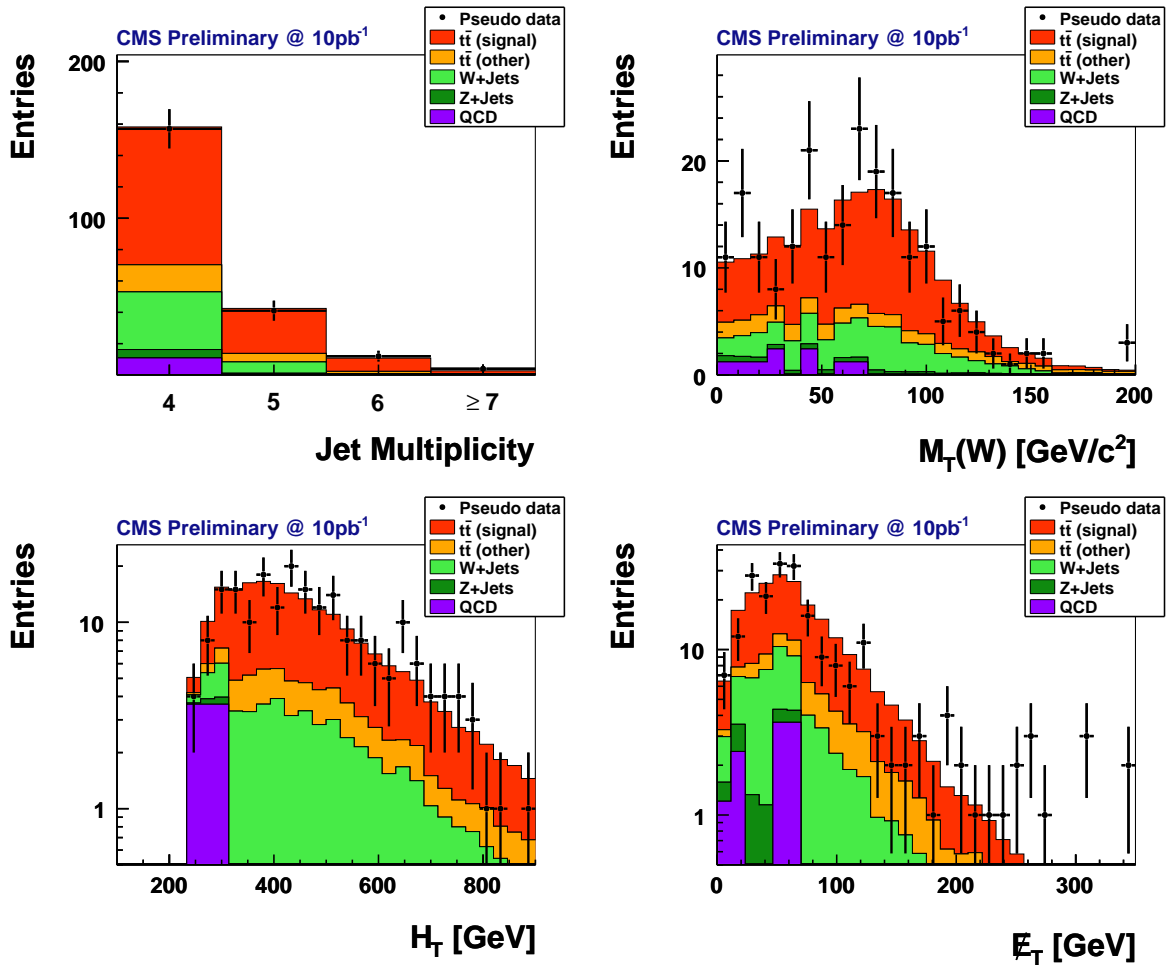 CMS Preliminary @ 10pb⁻¹
Pseudo data
tt̄ (signal)
tt̄ (other)
W+Jets
Z+Jets
QCD
Entries
200
100
4 5 6 ≥ 7
Jet Multiplicity
CMS Preliminary @ 10pb⁻¹
Pseudo data
tt̄ (signal)
tt̄ (other)
W+Jets
Z+Jets
QCD
Entries
20
10
0
0 50 100 150 200
M_T(W) [GeV/c²]
CMS Preliminary @ 10pb⁻¹
Pseudo data
tt̄ (signal)
tt̄ (other)
W+Jets
Z+Jets
QCD
Entries
10
1
200 400 600 800
H_T [GeV]
CMS Preliminary @ 10pb⁻¹
Pseudo data
tt̄ (signal)
tt̄ (other)
W+Jets
Z+Jets
QCD
Entries
10
1
0 100 200 300
E̸_T [GeV]